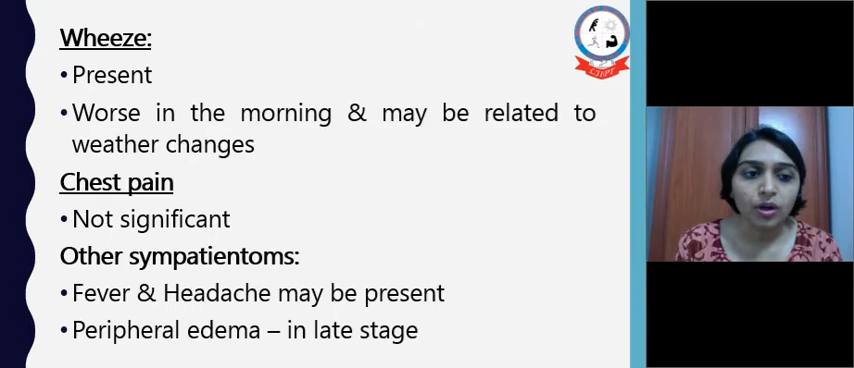 Wheeze:
•Present
•Worse in the morning & may be related to
weather changes
Chest pain
•Not significant
Other sympatientoms:
•Fever & Headache may be present
•Peripheral edema – in late stage